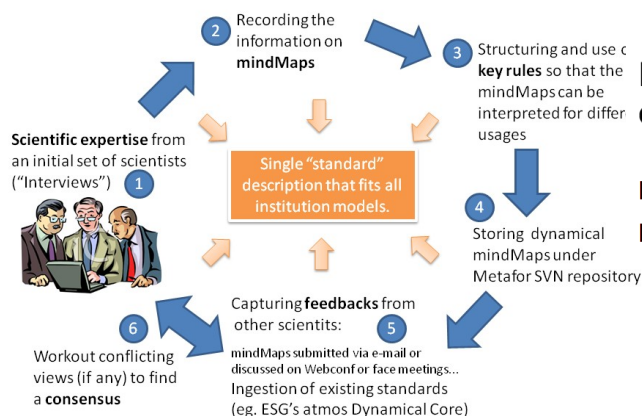 2
Recording the
information on
mindMaps
3
Structuring and use
key rules so that the
mindMaps can be
interpreted for
usages
Scientific expertise from
an initial set of scientists
("Interviews")
1
Single "standard"
description that fits all
institution models.
4
Storing dynamical
mindMaps under
Metafor SVN repository
Capturing feedbacks from
other scientits:
5
mindMaps submitted via e-mail or
discussed on Webconf or face meetings...
Ingestion of existing standards
(eg. ESG's atmos Dynamical Core)
6
Workout conflicting
views (if any) to find
a consensus